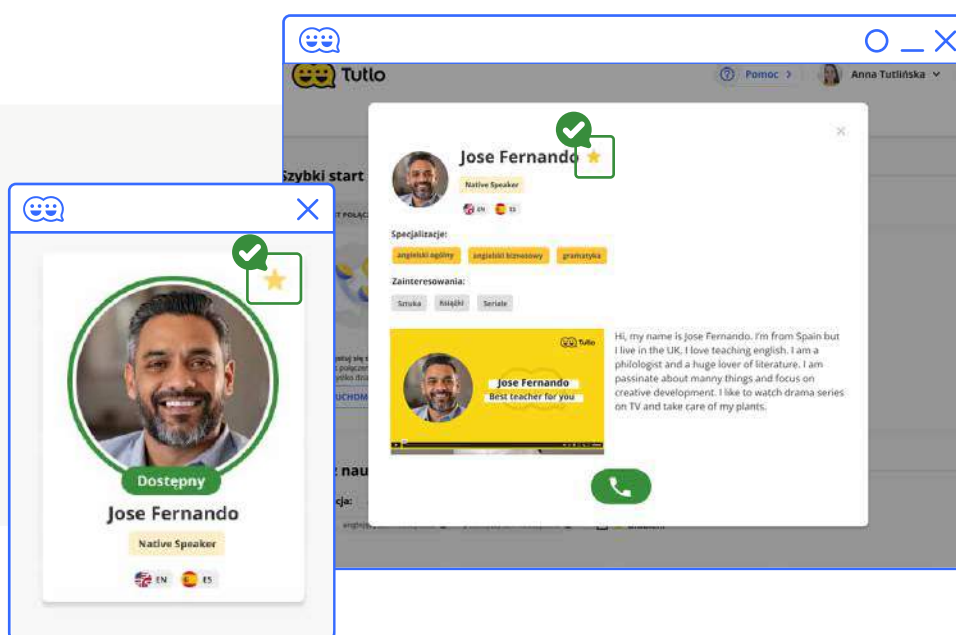 Tutlo
Pomoc >
Anna Tutlińska
Szybki start
Jose Fernando
Native Speaker
EN ES
Specjalizacje:
angielski ogólny angielski biznesowy gramatyka
Zainteresowania:
Sztuka Książki Seriale
Tutlo
Jose Fernando
Best teacher for you
Hi, my name is Jose Fernando. I'm from Spain but
I live in the UK, I love teaching english. I am a
philologist and a huge lover of literature. I am
passinate about manny things and focus on
creative development. I like to watch drama series
on TV and take care of my plants.
Dostępny
Jose Fernando
Native Speaker
EN ES